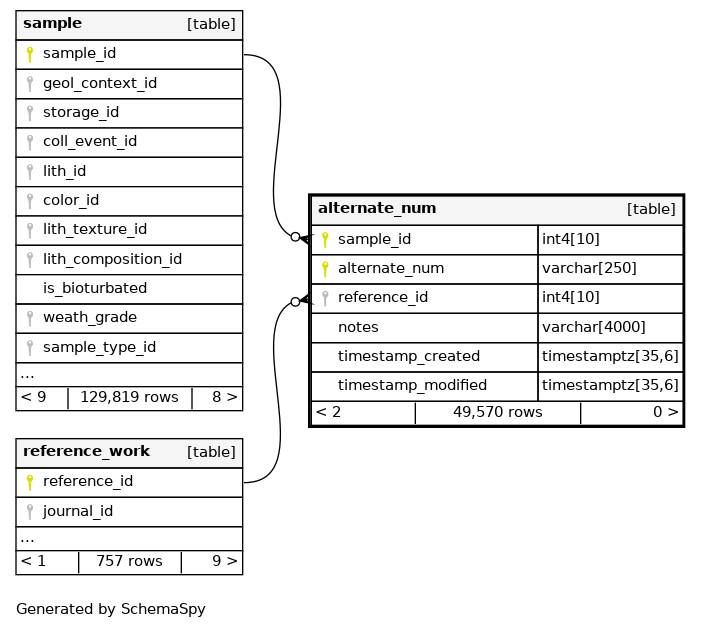 sample [table]
sample_id
geol_context_id
storage_id
coll_event_id
lith_id
color_id
lith_texture_id
lith_composition_id
is_bioturbated
weath_grade
sample_type_id
...
< 9 129,819 rows 8 >
alternate_num [table]
sample_id int4[10]
alternate_num varchar[250]
reference_id int4[10]
notes varchar[4000]
timestamp_created timestamptz[35,6]
timestamp_modified timestamptz[35,6]
< 2 49,570 rows 0 >
reference_work [table]
reference_id
journal_id
...
< 1 757 rows 9 >
Generated by SchemaSpy